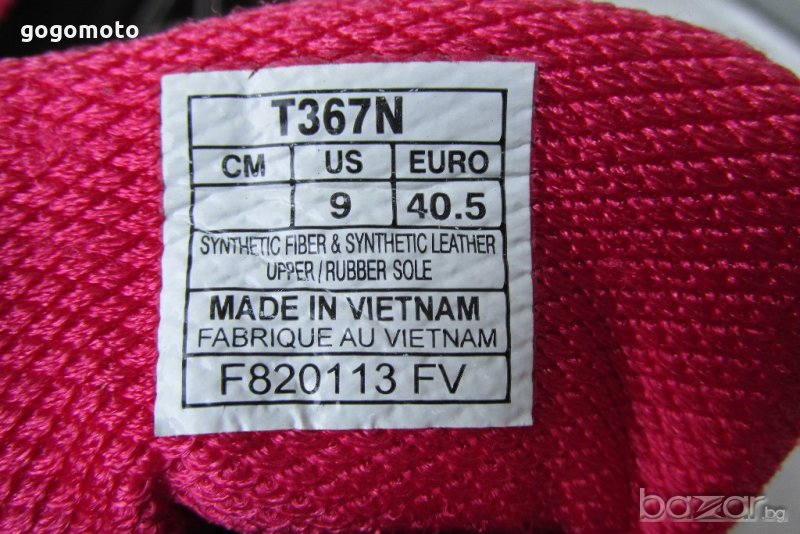 gogomoto
T367N
CM US EURO
9 40.5
SYNTHETIC FIBER & SYNTHETIC LEATHER
UPPER/RUBBER SOLE
MADE IN VIETNAM
FABRIQUE AU VIETNAM
F820113 FV
bazar.bg